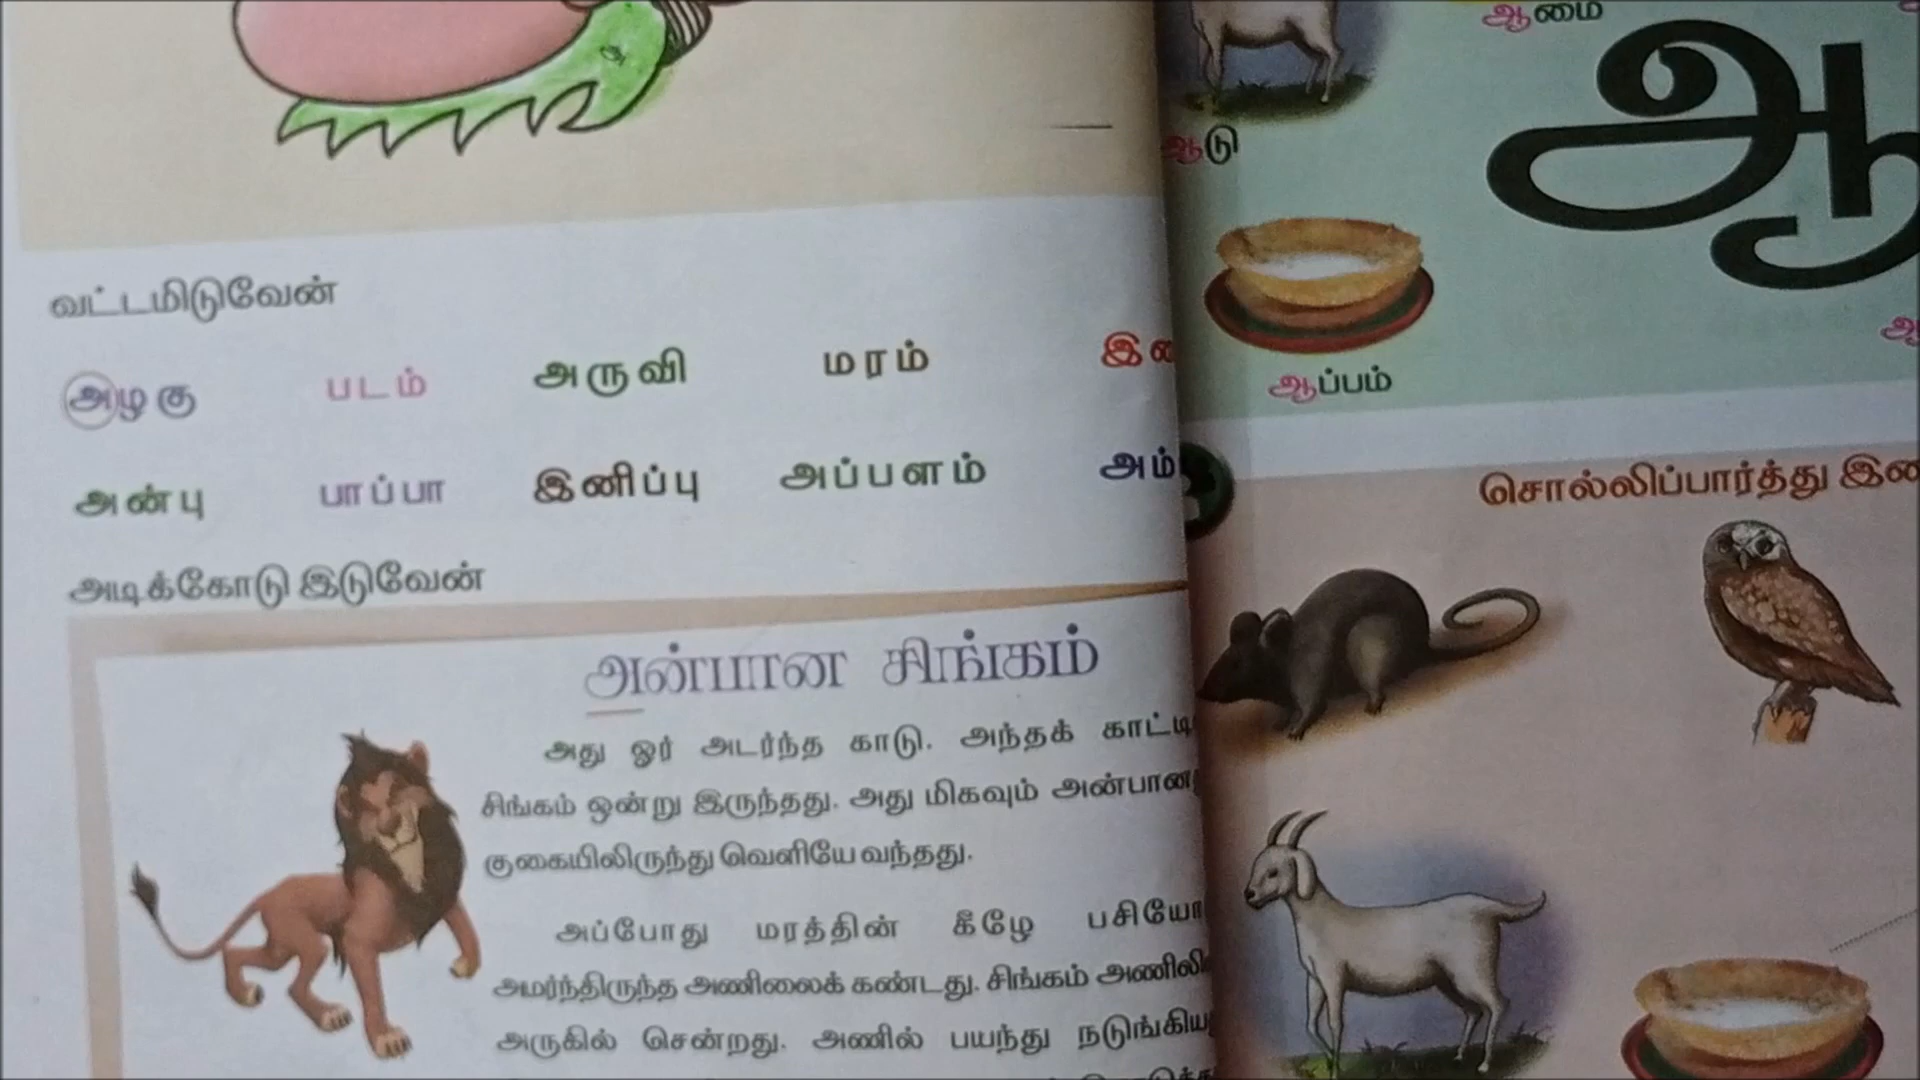 வட்டமிடுவேன்
அழகு படம் அருவி மரம்
அன்பு பாப்பா இனிப்பு அப்பளம்
அடிக்கோடு இடுவேன்
அன்பான சிங்கம்
அது ஓர் அடர்ந்த காடு. அந்தக்
சிங்கம் ஒன்று இருந்தது. அது மிகவும் அன்பான
குகையிலிருந்து வெளியே வந்தது.
அப்போது மரத்தின் கீழே
அமர்ந்திருந்த அணிலைக் கண்டது. சிங்கம்
அருகில் சென்றது. அணில் பயந்து
ஆமை
ஆ
ஆடு
ஆப்பம்
சொல்லிப்பார்த்து